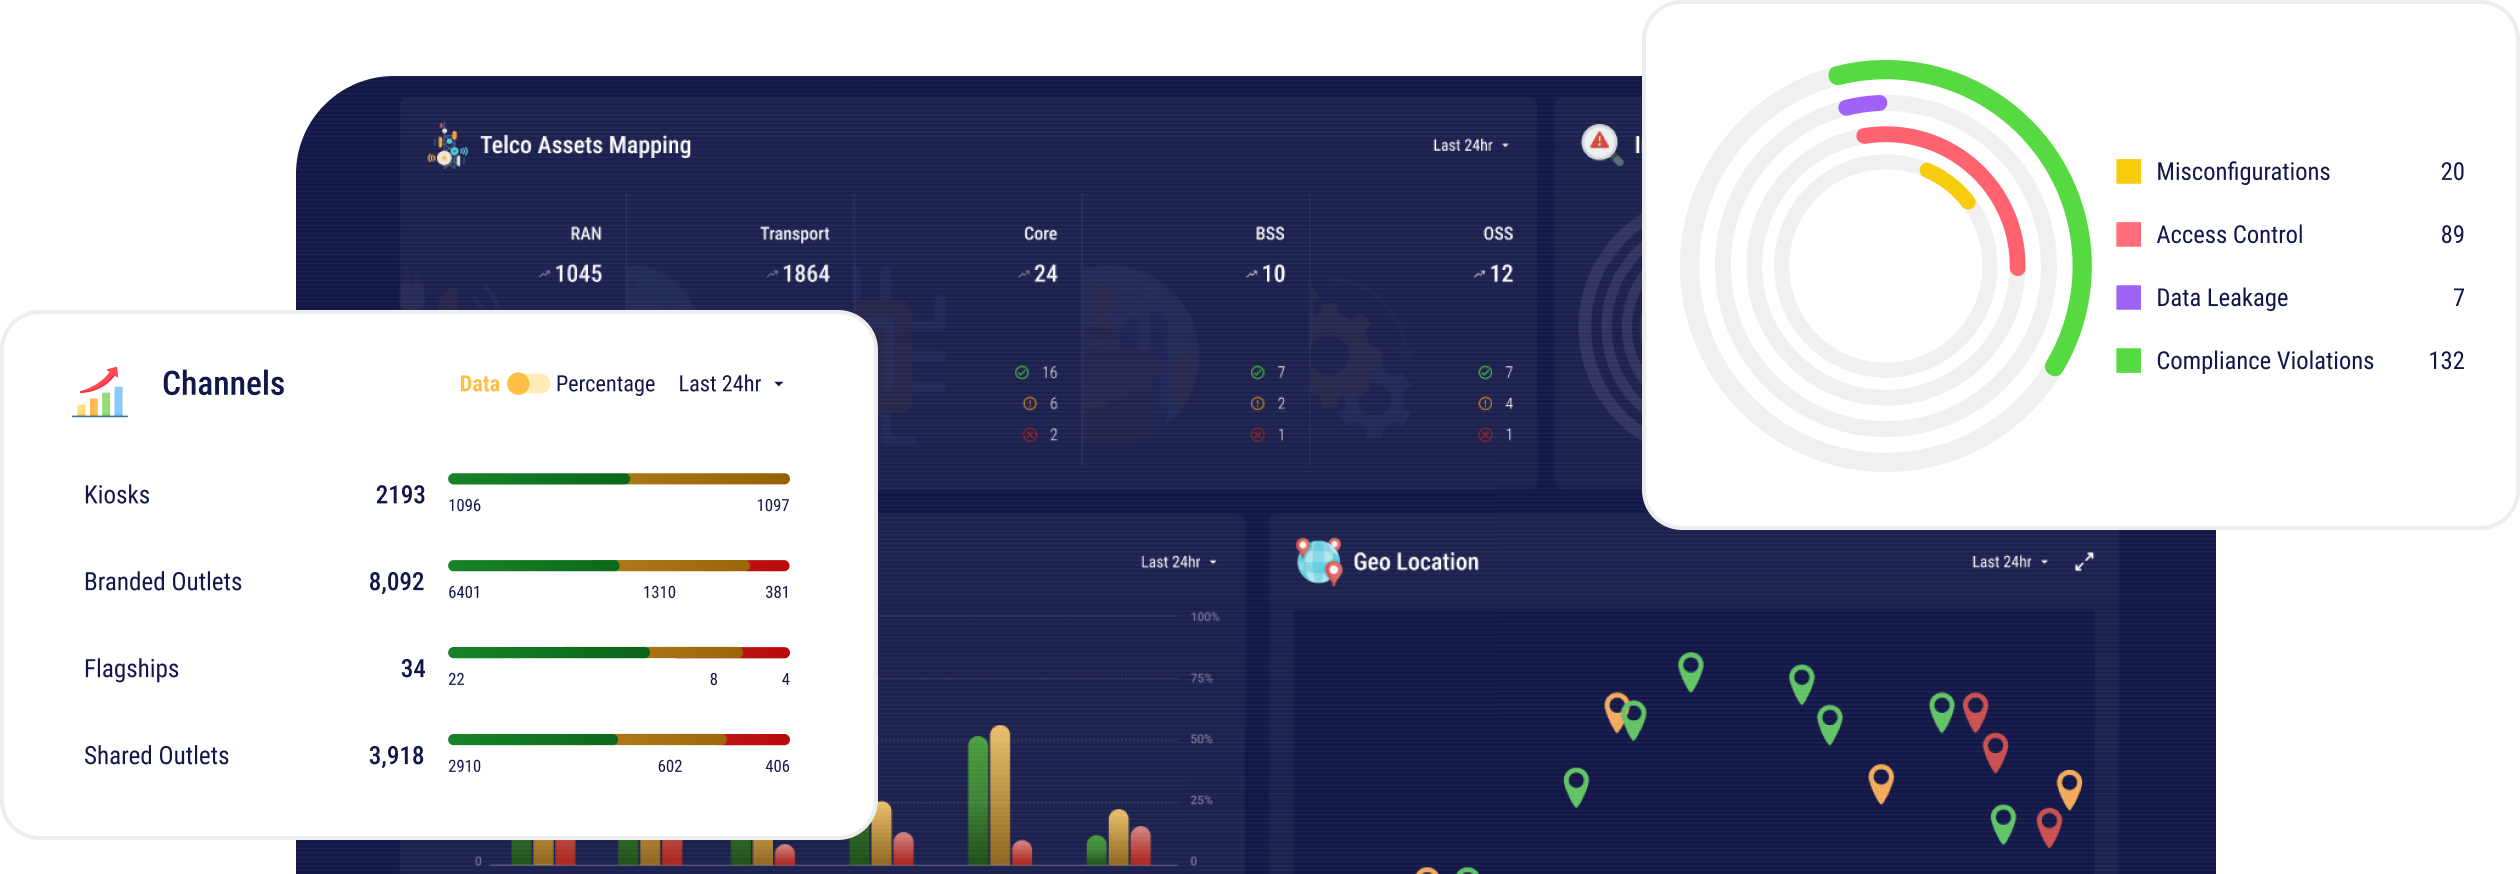 Telco Assets Mapping
Last 24hr
RAN
Transport
Core
BSS
OSS
1045
1864
24
10
12
16
7
7
6
2
4
2
1
1
Misconfigurations 20
Access Control 89
Data Leakage 7
Compliance Violations 132
Channels
Data Percentage Last 24hr
Kiosks 2193
1096 1097
Branded Outlets 8,092
6401 1310 381
Flagships 34
22 8 4
Shared Outlets 3,918
2910 602 406
Last 24hr
100%
75%
50%
25%
0
0
Geo Location
Last 24hr